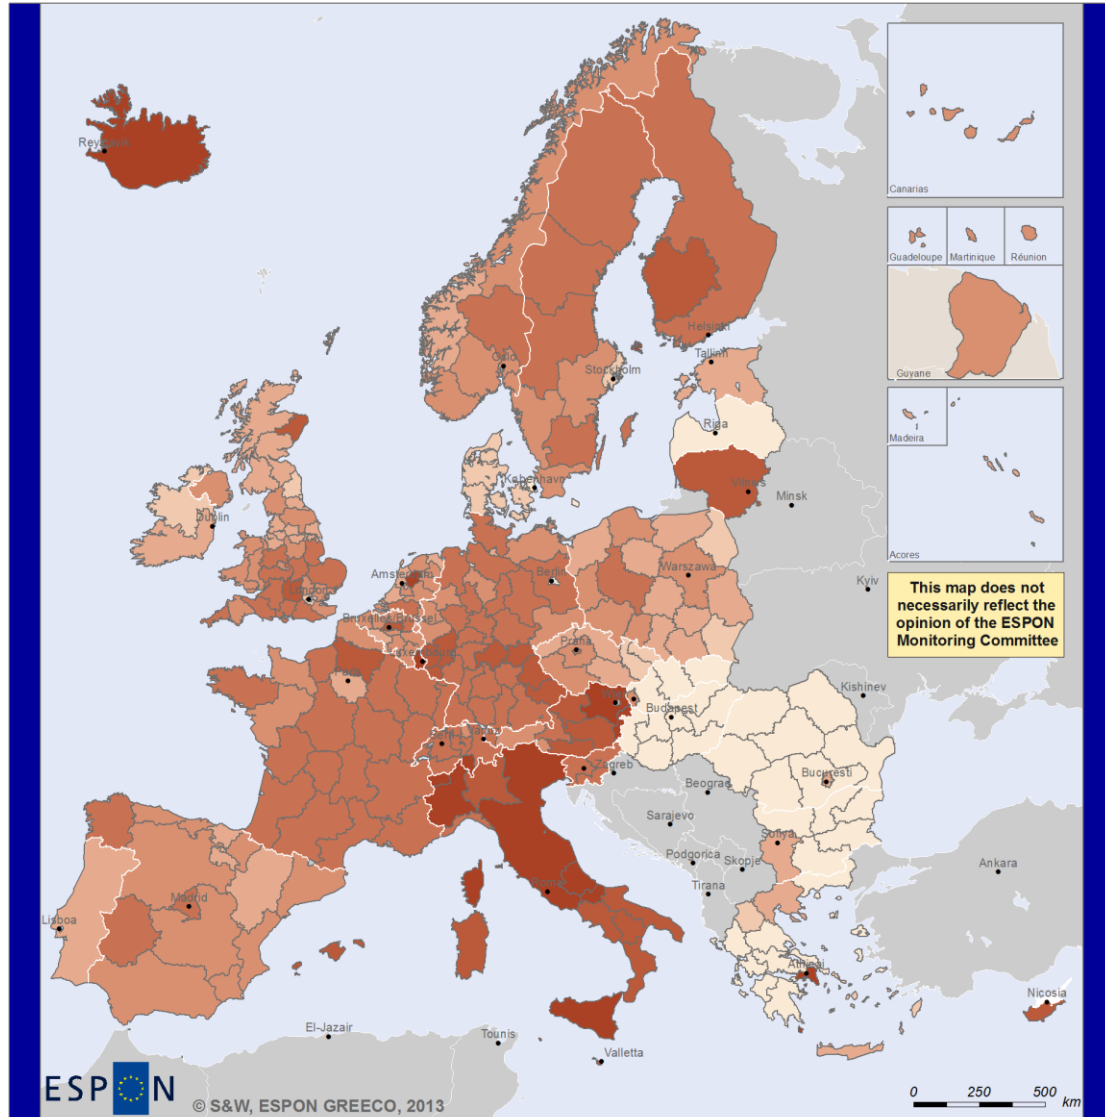 Reykjavik
Canarias
Guadeloupe
Martinique
Réunion
Guyane
Madeira
Acores
Helsinki
Oslo
Tallinn
Stockholm
Riga
København
Vilnius
Minsk
Dublin
Amsterdam
Berlin
Warszawa
London
Kyiv
Bruxelles/Brussel
Praha
Luxembourg
Paris
Kishinev
Budapest
Bern
Vaduz
Zagreb
Bucuresti
Beograd
Sarajevo
Sofiya
Podgorica
Skopje
Ankara
Tirana
Roma
Madrid
Lisboa
Athinai
Nicosia
El-Jazair
Tounis
Valletta
This map does not
necessarily reflect the
opinion of the ESPON
Monitoring Committee
ESPON
© S&W, ESPON GREECO, 2013
0 250 500 km